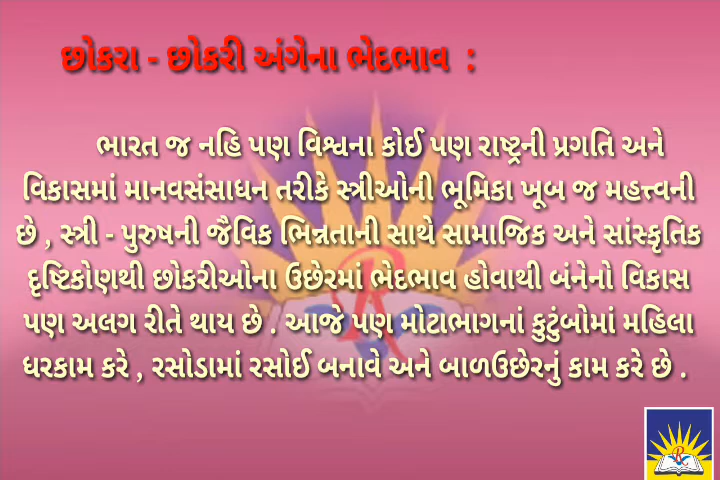 છોકરા - છોકરી અંગેના ભેદભાવ :
ભારત જ નહિ પણ વિશ્વના કોઈ પણ રાષ્ટ્રની પ્રગતિ અને
વિકાસમાં માનવસંસાધન તરીકે સ્ત્રીઓની ભૂમિકા ખૂબ જ મહત્ત્વની
છે , સ્ત્રી - પુરુષની જૈવિક ભિન્નતાની સાથે સામાજિક અને સાંસ્કૃતિક
દૃષ્ટિકોણથી છોકરીઓના ઉછેરમાં ભેદભાવ હોવાથી બંનેનો વિકાસ
પણ અલગ રીતે થાય છે . આજે પણ મોટાભાગનાં કુટુંબોમાં મહિલા
ઘરકામ કરે , રસોડામાં રસોઈ બનાવે અને બાળઉછેરનું કામ કરે છે .